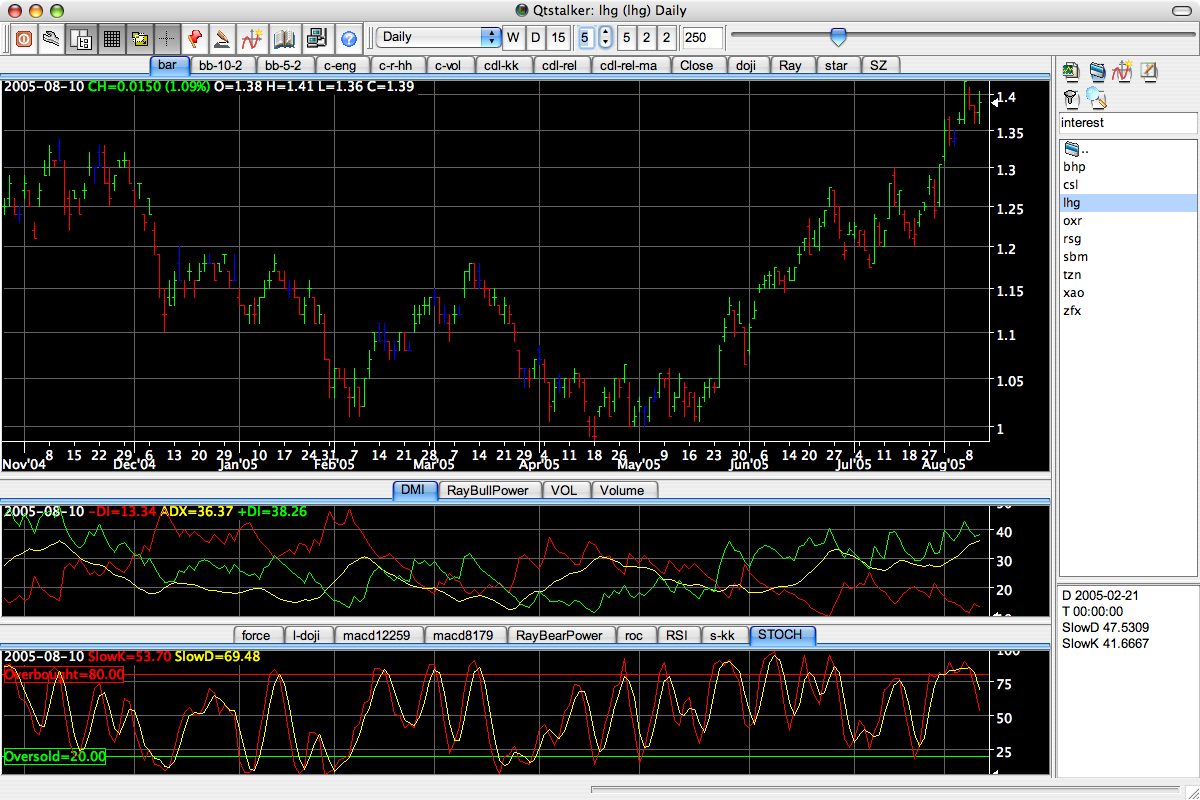 Qtstalker: lhg (lhg) Daily
Daily W D 15 5 5 2 2 250
bar bb-10-2 bb-5-2 c-eng c-r-hh c-vol cdl-kk cdl-rel cdl-rel-ma Close doji Ray star SZ
2005-08-10 CH=0.0150 (1.09%) O=1.38 H=1.41 L=1.36 C=1.39
1.4
1.35
1.3
1.25
1.2
1.15
1.1
1.05
1
8 15 22 29 6 13 20 29 10 17 24 31 7 14 21 28 7 14 21 29 4 11 18 26 9 16 23 30 6 14 20 27 4 11 18 27 8
Nov'04 Dec'04 Jan'05 Feb'05 Mar'05 Apr'05 May'05 Jun'05 Jul'05 Aug'05
DMI RayBullPower VOL Volume
2005-08-10 -DI=13.34 ADX=36.37 +DI=38.26
40
30
20
force l-doji macd12259 macd8179 RayBearPower roc RSI s-kk STOCH
2005-08-10 SlowK=53.70 SlowD=69.48
100
Overbought=80.00
75
50
25
Oversold=20.00
interest
..
bhp
csl
lhg
oxr
rsg
sbm
tzn
xao
zfx
D 2005-02-21
T 00:00:00
SlowD 47.5309
SlowK 41.6667